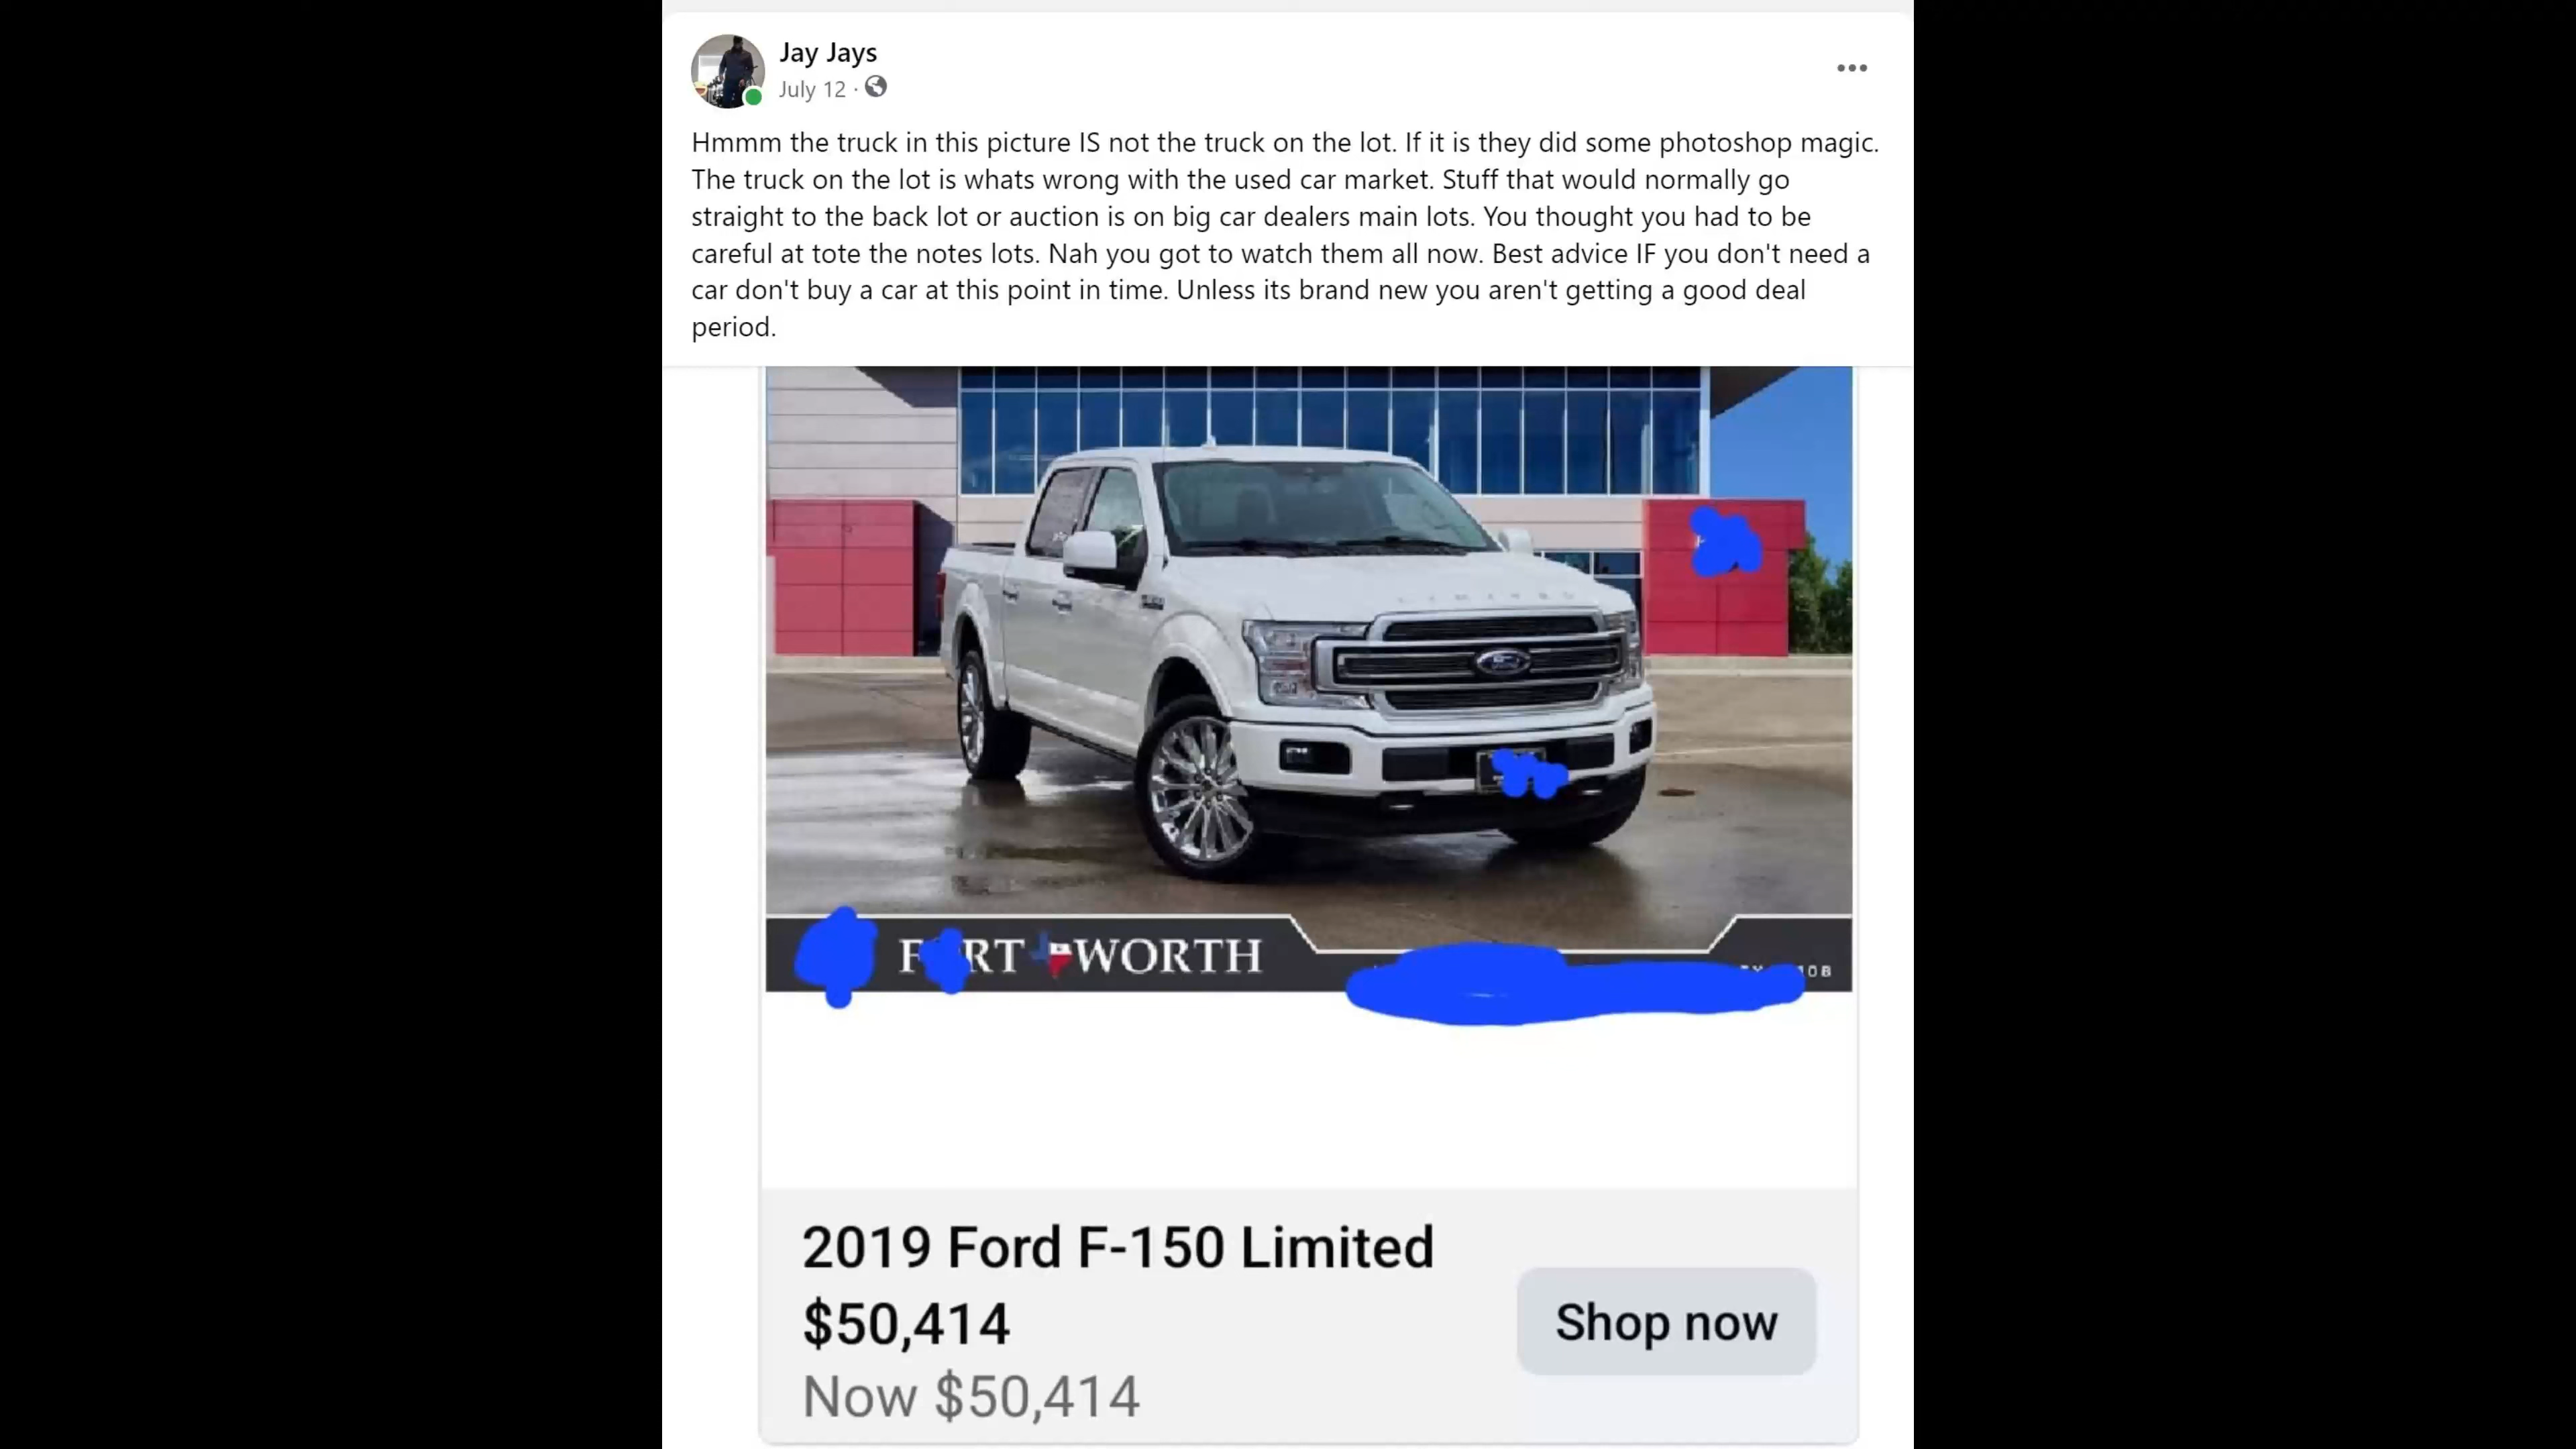 Jay Jays
July 12 ·
Hmmm the truck in this picture IS not the truck on the lot. If it is they did some photoshop magic.
The truck on the lot is whats wrong with the used car market. Stuff that would normally go
straight to the back lot or auction is on big car dealers main lots. You thought you had to be
careful at tote the notes lots. Nah you got to watch them all now. Best advice IF you don't need a
car don't buy a car at this point in time. Unless its brand new you aren't getting a good deal
period.
LIMITED
Ford
FORT WORTH
2019 Ford F-150 Limited
$50,414
Now $50,414
Shop now